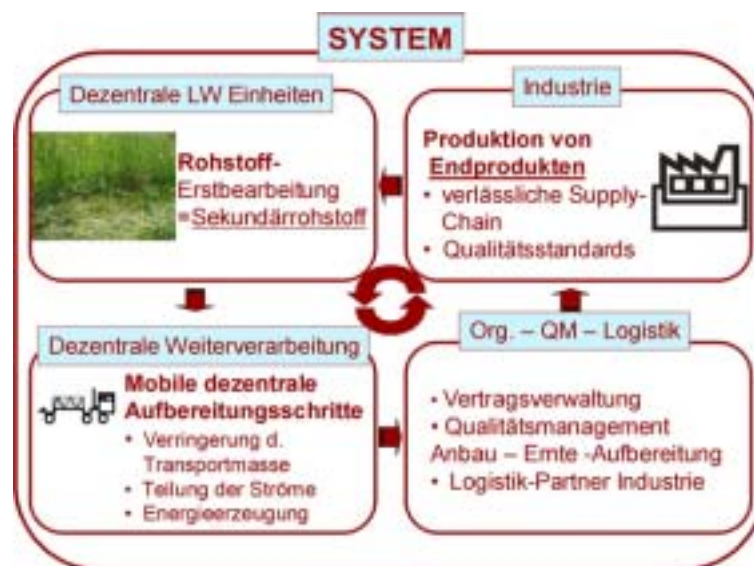 SYSTEM
Dezentrale LW Einheiten
Rohstoff-
Erstbearbeitung
=Sekundärrohstoff
Industrie
Produktion von
Endprodukten
• verlässliche Supply-
Chain
• Qualitätsstandards
Dezentrale Weiterverarbeitung
Mobile dezentrale
Aufbereitungsschritte
• Verringerung d.
Transportmasse
• Teilung der Ströme
• Energieerzeugung
Org. – QM – Logistik
• Vertragsverwaltung
• Qualitätsmanagement
Anbau – Ernte -Aufbereitung
• Logistik-Partner Industrie